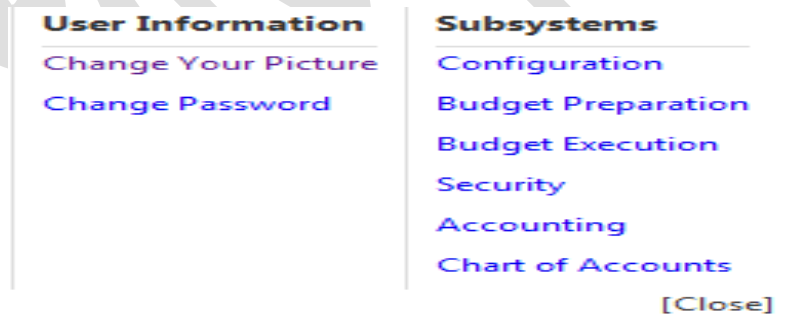 User Information
Change Your Picture
Change Password
Subsystems
Configuration
Budget Preparation
Budget Execution
Security
Accounting
Chart of Accounts
[Close]